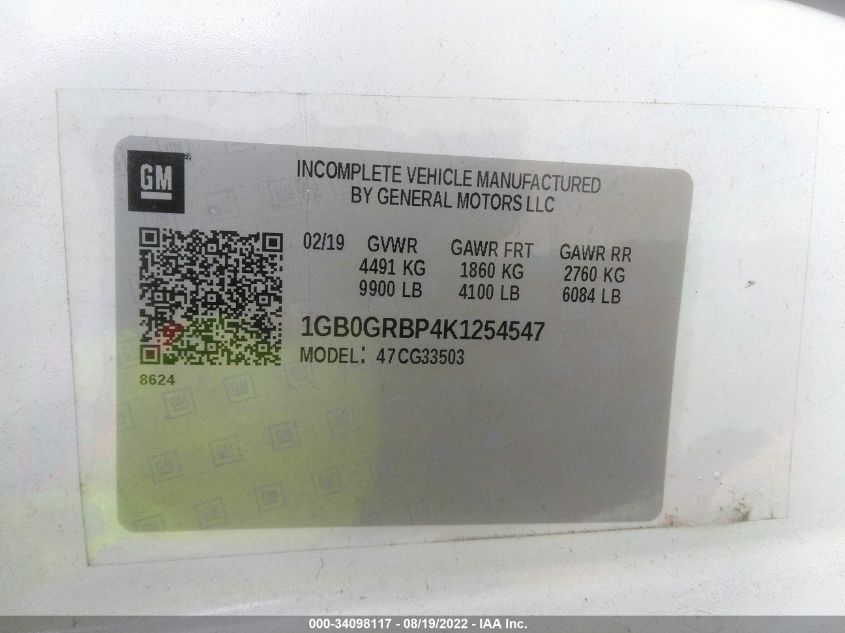 GM
INCOMPLETE VEHICLE MANUFACTURED
BY GENERAL MOTORS LLC
02/19 GVWR GAWR FRT GAWR RR
4491 KG 1860 KG 2760 KG
9900 LB 4100 LB 6084 LB
1GB0GRBP4K1254547
MODEL: 47CG33503
8624
000-34098117 - 08/19/2022 - IAA Inc.